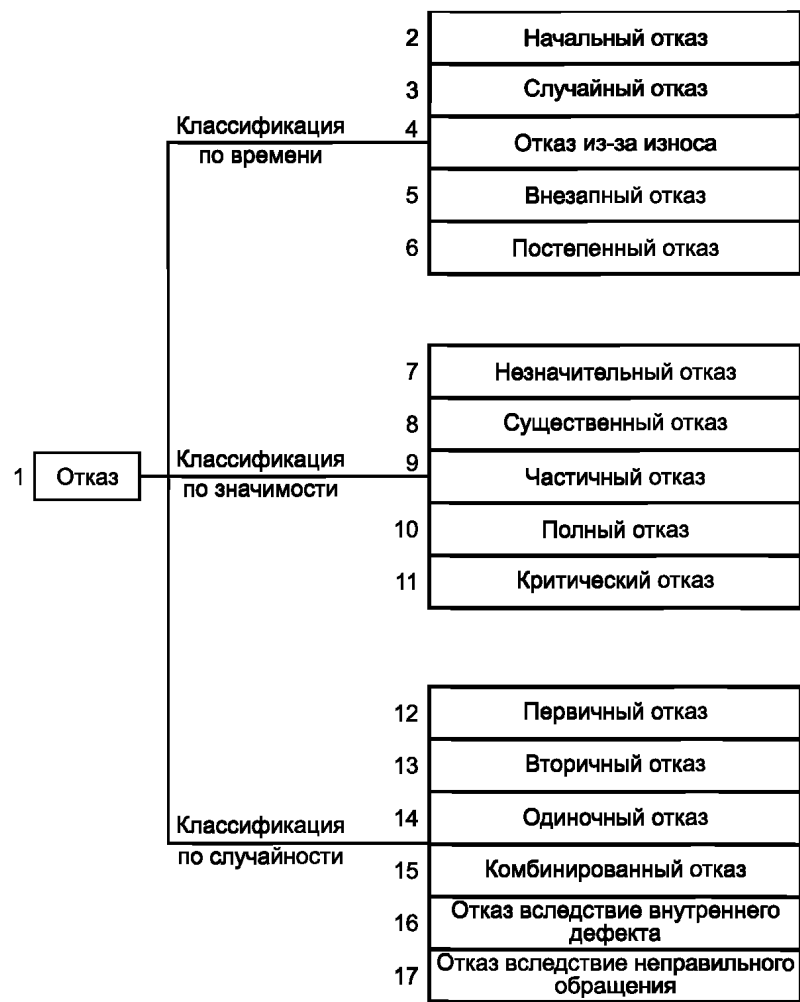 2 Начальный отказ
3 Случайный отказ
Классификация
по времени
4 Отказ из-за износа
5 Внезапный отказ
6 Постепенный отказ
7 Незначительный отказ
8 Существенный отказ
1 Отказ
Классификация
по значимости
9 Частичный отказ
10 Полный отказ
11 Критический отказ
12 Первичный отказ
13 Вторичный отказ
14 Одиночный отказ
Классификация
по случайности
15 Комбинированный отказ
16 Отказ вследствие внутреннего
дефекта
17 Отказ вследствие неправильного
обращения